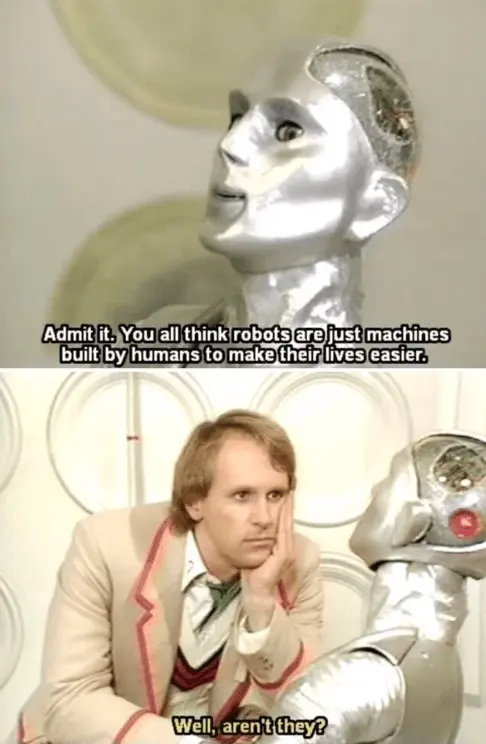 Admit it. You all think robots are just machines
built by humans to make their lives easier.
Well, aren't they?